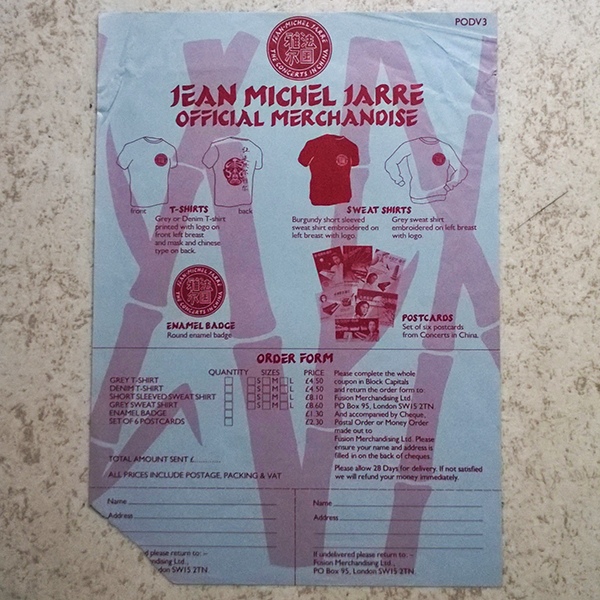 PODV3
JEAN-MICHEL JARRE
THE CONCERTS IN CHINA
JEAN MICHEL JARRE
OFFICIAL MERCHANDISE
front
back
T-SHIRTS
Grey or Denim T-shirt
printed with logo on
front left breast
and mask and chinese
type on back.
SWEAT SHIRTS
Burgundy short sleeved
sweat shirt embroidered on
left breast with logo.
Grey sweat shirt
embroidered on left breast
with logo.
JEAN-MICHEL JARRE
THE CONCERTS IN CHINA
ENAMEL BADGE
Round enamel badge
POSTCARDS
Set of six postcards
from Concerts in China.
ORDER FORM
QUANTITY SIZES PRICE
GREY T-SHIRT S M L £4.50
DENIM T-SHIRT S M L £4.50
SHORT SLEEVED SWEAT SHIRT S M L £8.10
GREY SWEAT SHIRT S M L £8.60
ENAMEL BADGE £1.30
SET OF 6 POSTCARDS £2.30
TOTAL AMOUNT SENT £
ALL PRICES INCLUDE POSTAGE, PACKING & VAT
Please complete the whole
coupon in Block Capitals
and return the order form to:
Fusion Merchandising Ltd.
PO Box 95, London SW15 2TN.
And accompanied by Cheque,
Postal Order or Money Order
made out to
Fusion Merchandising Ltd. Please
ensure your name and address is
filled in on the back of cheques.
Please allow 28 Days for delivery. If not satisfied
we will refund your money immediately.
Name
Address
ed please return to: –
ndising Ltd.,
ndon SW15 2TN.
Name
Address
If undelivered please return to: –
Fusion Merchandising Ltd.,
PO Box 95, London SW15 2TN.